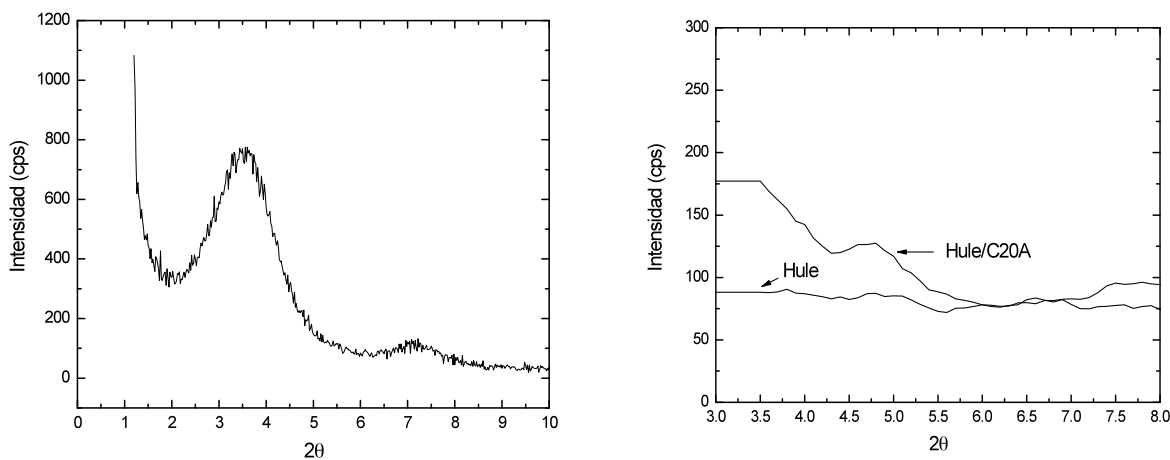 1200
1000
800
600
400
200
0
Intensidad (cps)
0 1 2 3 4 5 6 7 8 9 10
2θ
300
250
200
150
100
50
0
Intensidad (cps)
Hule/C20A
Hule
3.0 3.5 4.0 4.5 5.0 5.5 6.0 6.5 7.0 7.5 8.0
2θ